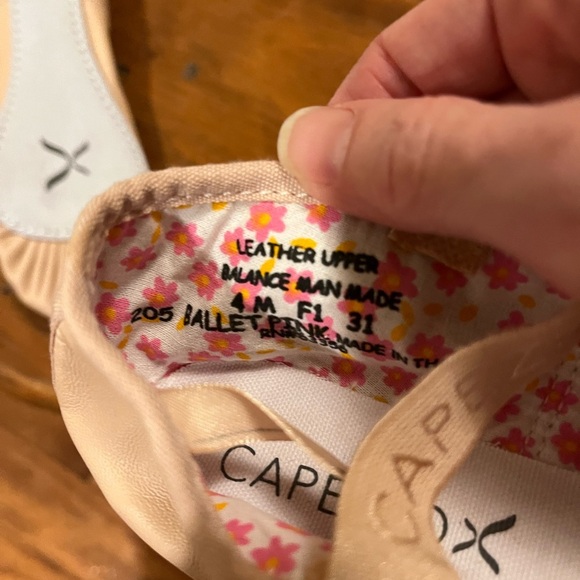 LEATHER UPPER
BALANCE MAN MADE
4 M F1 31
205 BALLET PINK MADE IN TH
CAPE
CAPE